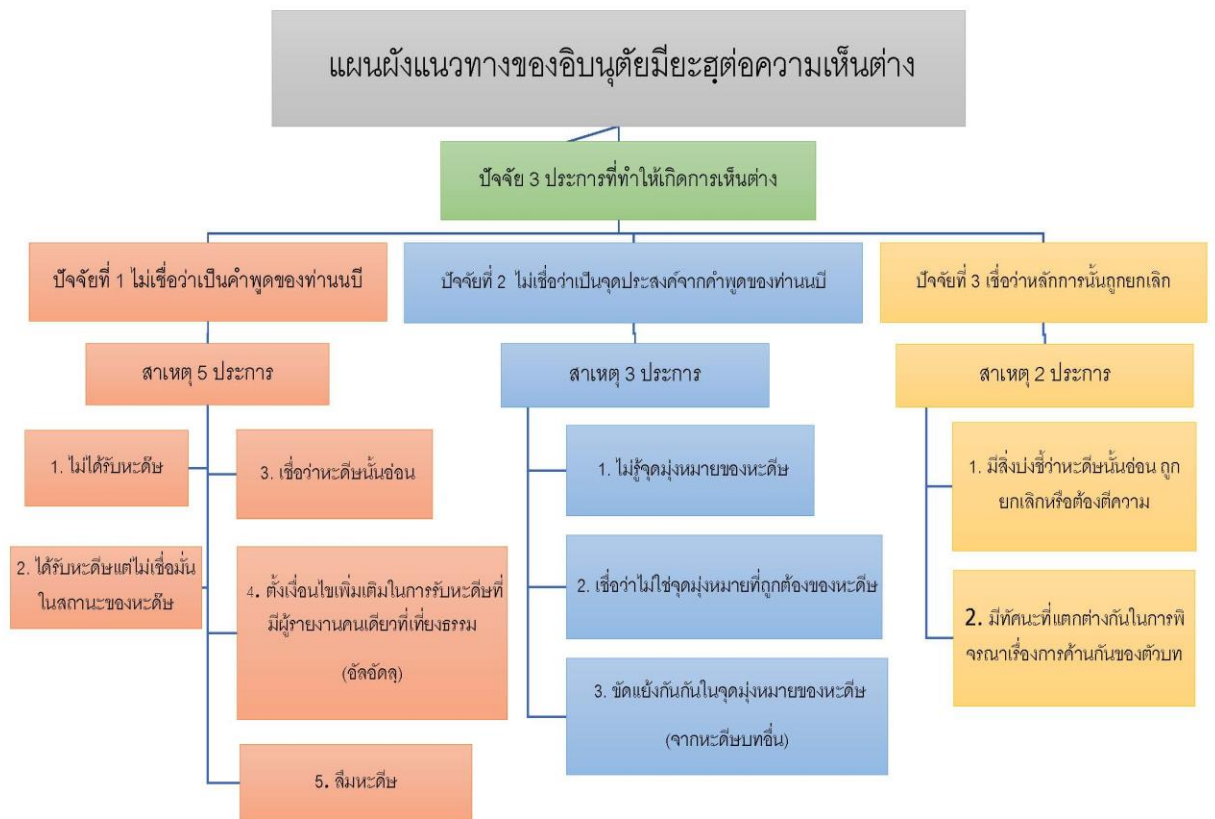 แผนผังแนวทางของอิบนุตัยมียะฮฺต่อความเห็นต่าง
ปัจจัย 3 ประการที่ทำให้เกิดการเห็นต่าง
ปัจจัยที่ 1 ไม่เชื่อว่าเป็นคำพูดของท่านนบี
สาเหตุ 5 ประการ
1. ไม่ได้รับหะดีษ
2. ได้รับหะดีษแต่ไม่เชื่อมั่น
ในสถานะของหะดีษ
3. เชื่อว่าหะดีษนั้นอ่อน
4. ตั้งเงื่อนไขเพิ่มเติมในการรับหะดีษที่
มีผู้รายงานคนเดียวที่เที่ยงธรรม
(อัลอัดลฺ)
5. ลืมหะดีษ
ปัจจัยที่ 2 ไม่เชื่อว่าเป็นจุดประสงค์จากคำพูดของท่านนบี
สาเหตุ 3 ประการ
1. ไม่รู้จุดมุ่งหมายของหะดีษ
2. เชื่อว่าไม่ใช่จุดมุ่งหมายที่ถูกต้องของหะดีษ
3. ขัดแย้งกันกันในจุดมุ่งหมายของหะดีษ
(จากหะดีษบทอื่น)
ปัจจัยที่ 3 เชื่อว่าหลักการนั้นถูกยกเลิก
สาเหตุ 2 ประการ
1. มีสิ่งบ่งชี้ว่าหะดีษนั้นอ่อน ถูก
ยกเลิกหรือต้องตีความ
2. มีทัศนะที่แตกต่างกันในการพิ
จรณาเรื่องการค้านกันของตัวบท